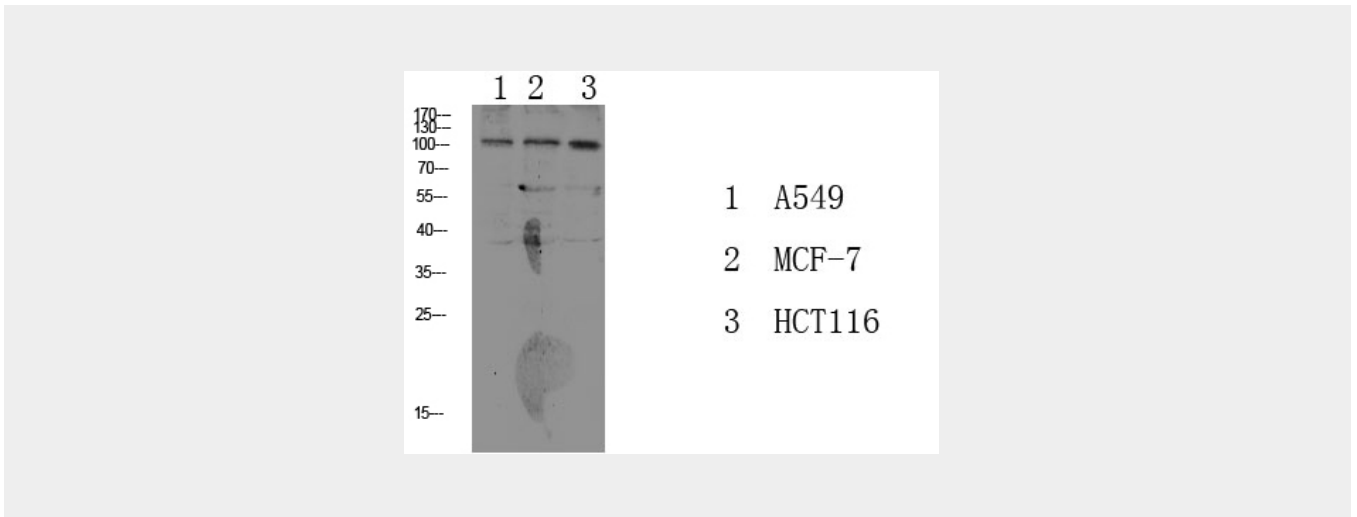 1 2 3
170---
130---
100---
70---
55---
40---
35---
25---
15---
1 A549
2 MCF-7
3 HCT116